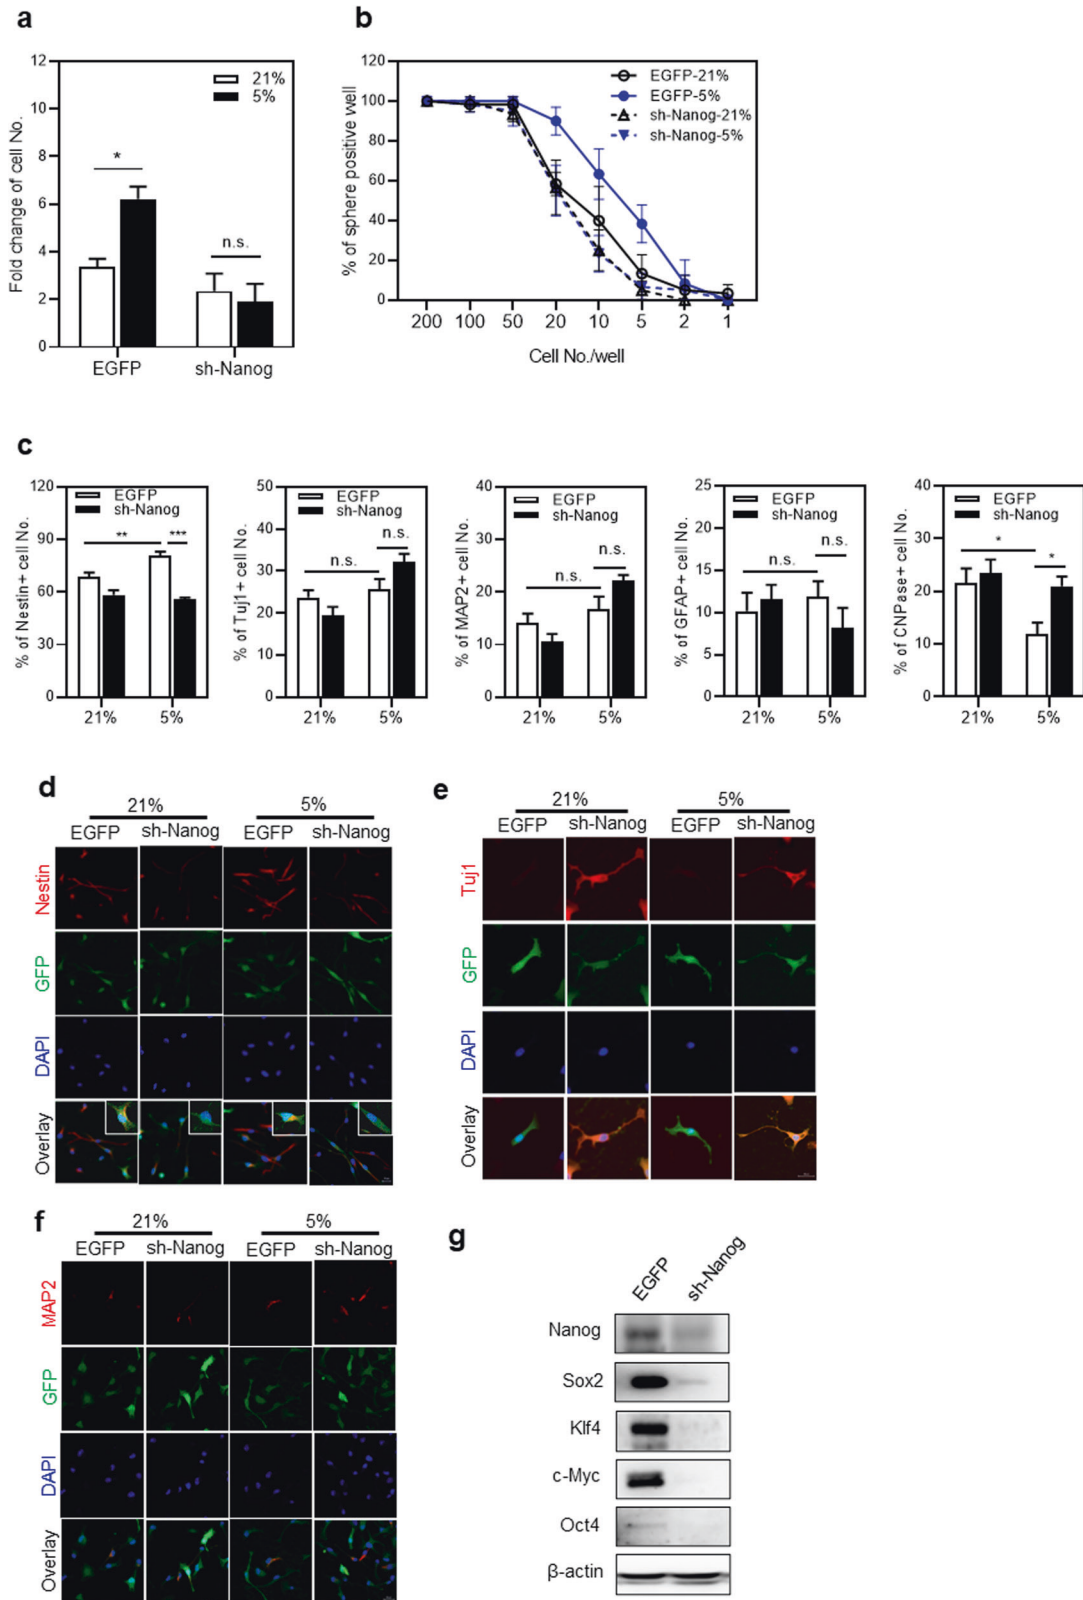 a
12
10
8
6
4
2
0
Fold change of cell No.
21%
5%
*
n.s.
EGFP
sh-Nanog
b
120
100
80
60
40
20
0
% of sphere positive well
EGFP-21%
EGFP-5%
sh-Nanog-21%
sh-Nanog-5%
200 100 50 20 10 5 2 1
Cell No./well
c
120
90
60
30
0
% of Nestin+ cell No.
EGFP
sh-Nanog
** ***
21% 5%
50
40
30
20
10
0
% of Tuj1+ cell No.
EGFP
sh-Nanog
n.s.
n.s.
21% 5%
40
30
20
10
0
% of MAP2+ cell No.
EGFP
sh-Nanog
n.s.
n.s.
21% 5%
25
20
15
10
5
0
% of GFAP+ cell No.
EGFP
sh-Nanog
n.s.
n.s.
21% 5%
40
30
20
10
0
% of CNPase+ cell No.
EGFP
sh-Nanog
*
*
21% 5%
d
21% 5%
EGFP sh-Nanog EGFP sh-Nanog
Nestin
GFP
DAPI
Overlay
e
21% 5%
EGFP sh-Nanog EGFP sh-Nanog
Tuj1
GFP
DAPI
Overlay
f
21% 5%
EGFP sh-Nanog EGFP sh-Nanog
MAP2
GFP
DAPI
Overlay
g
EGFP sh-Nanog
Nanog
Sox2
Klf4
c-Myc
Oct4
β-actin